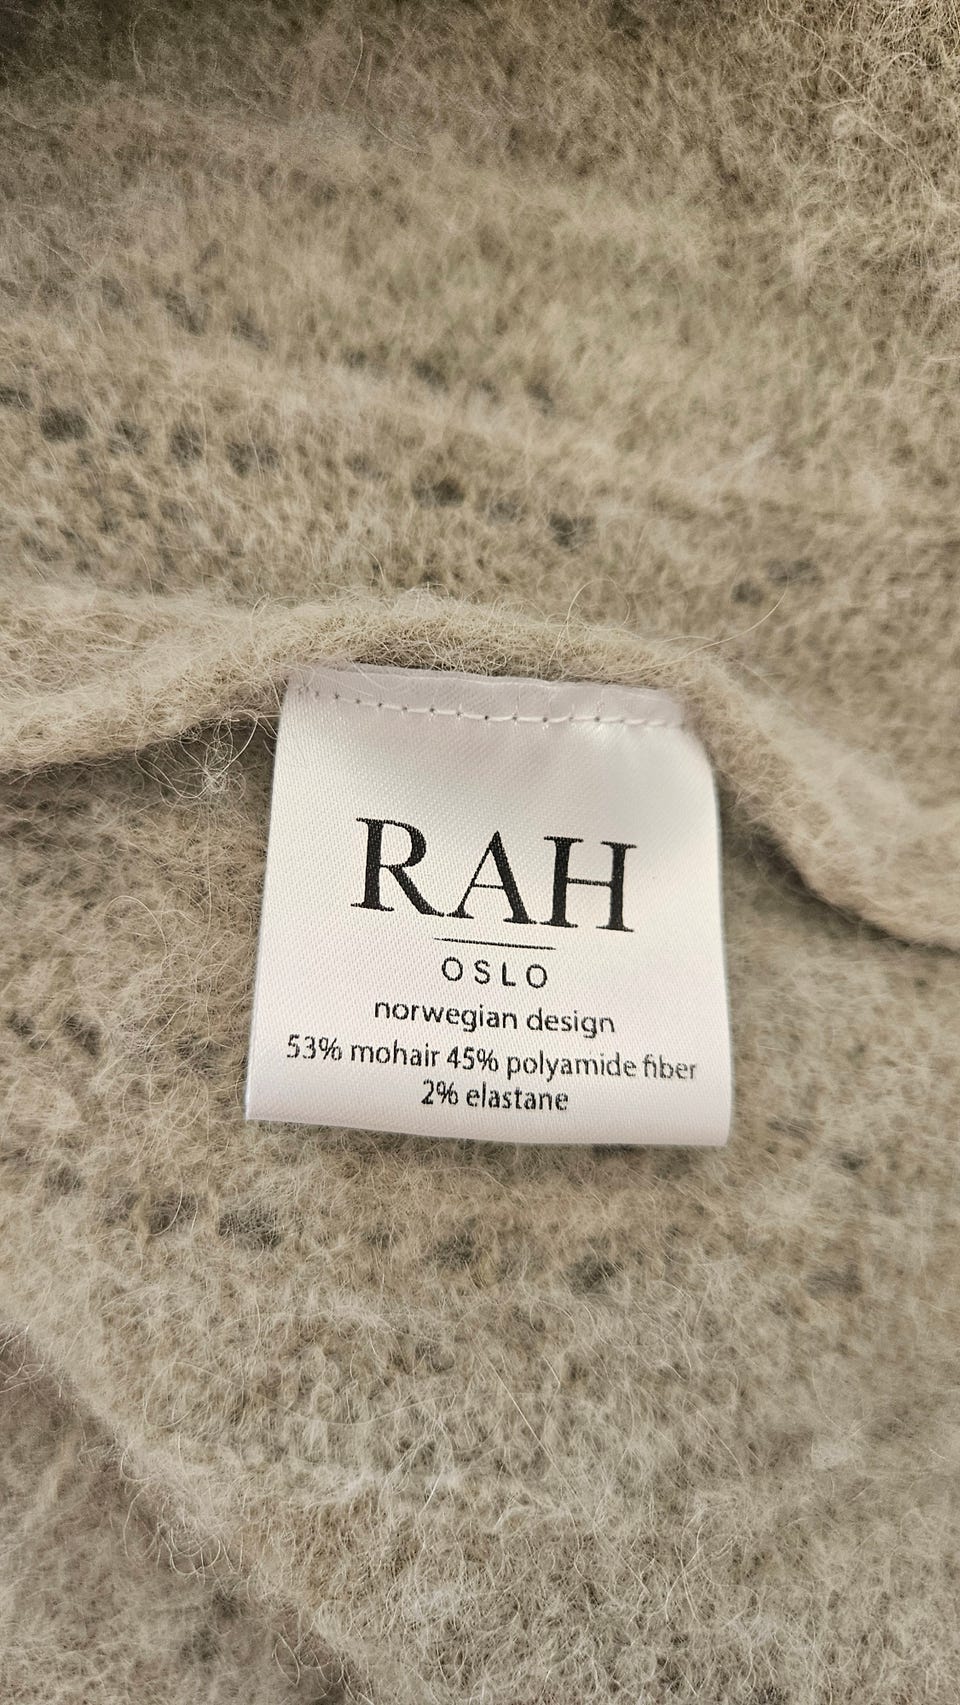 RAH
OSLO
norwegian design
53% mohair 45% polyamide fiber
2% elastane